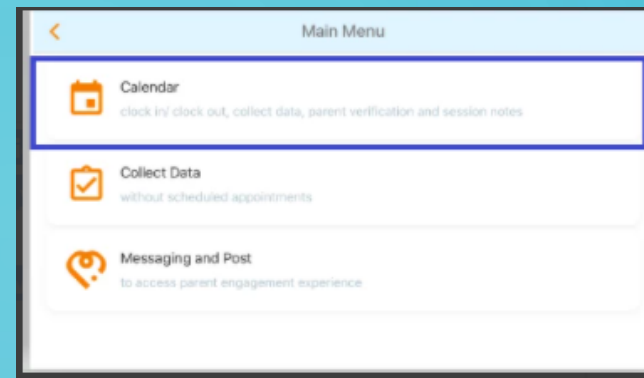 Main Menu
Calendar
clock in/ clock out, collect data, parent verification and session notes
Collect Data
without scheduled appointments
Messaging and Post
to access parent engagement experience